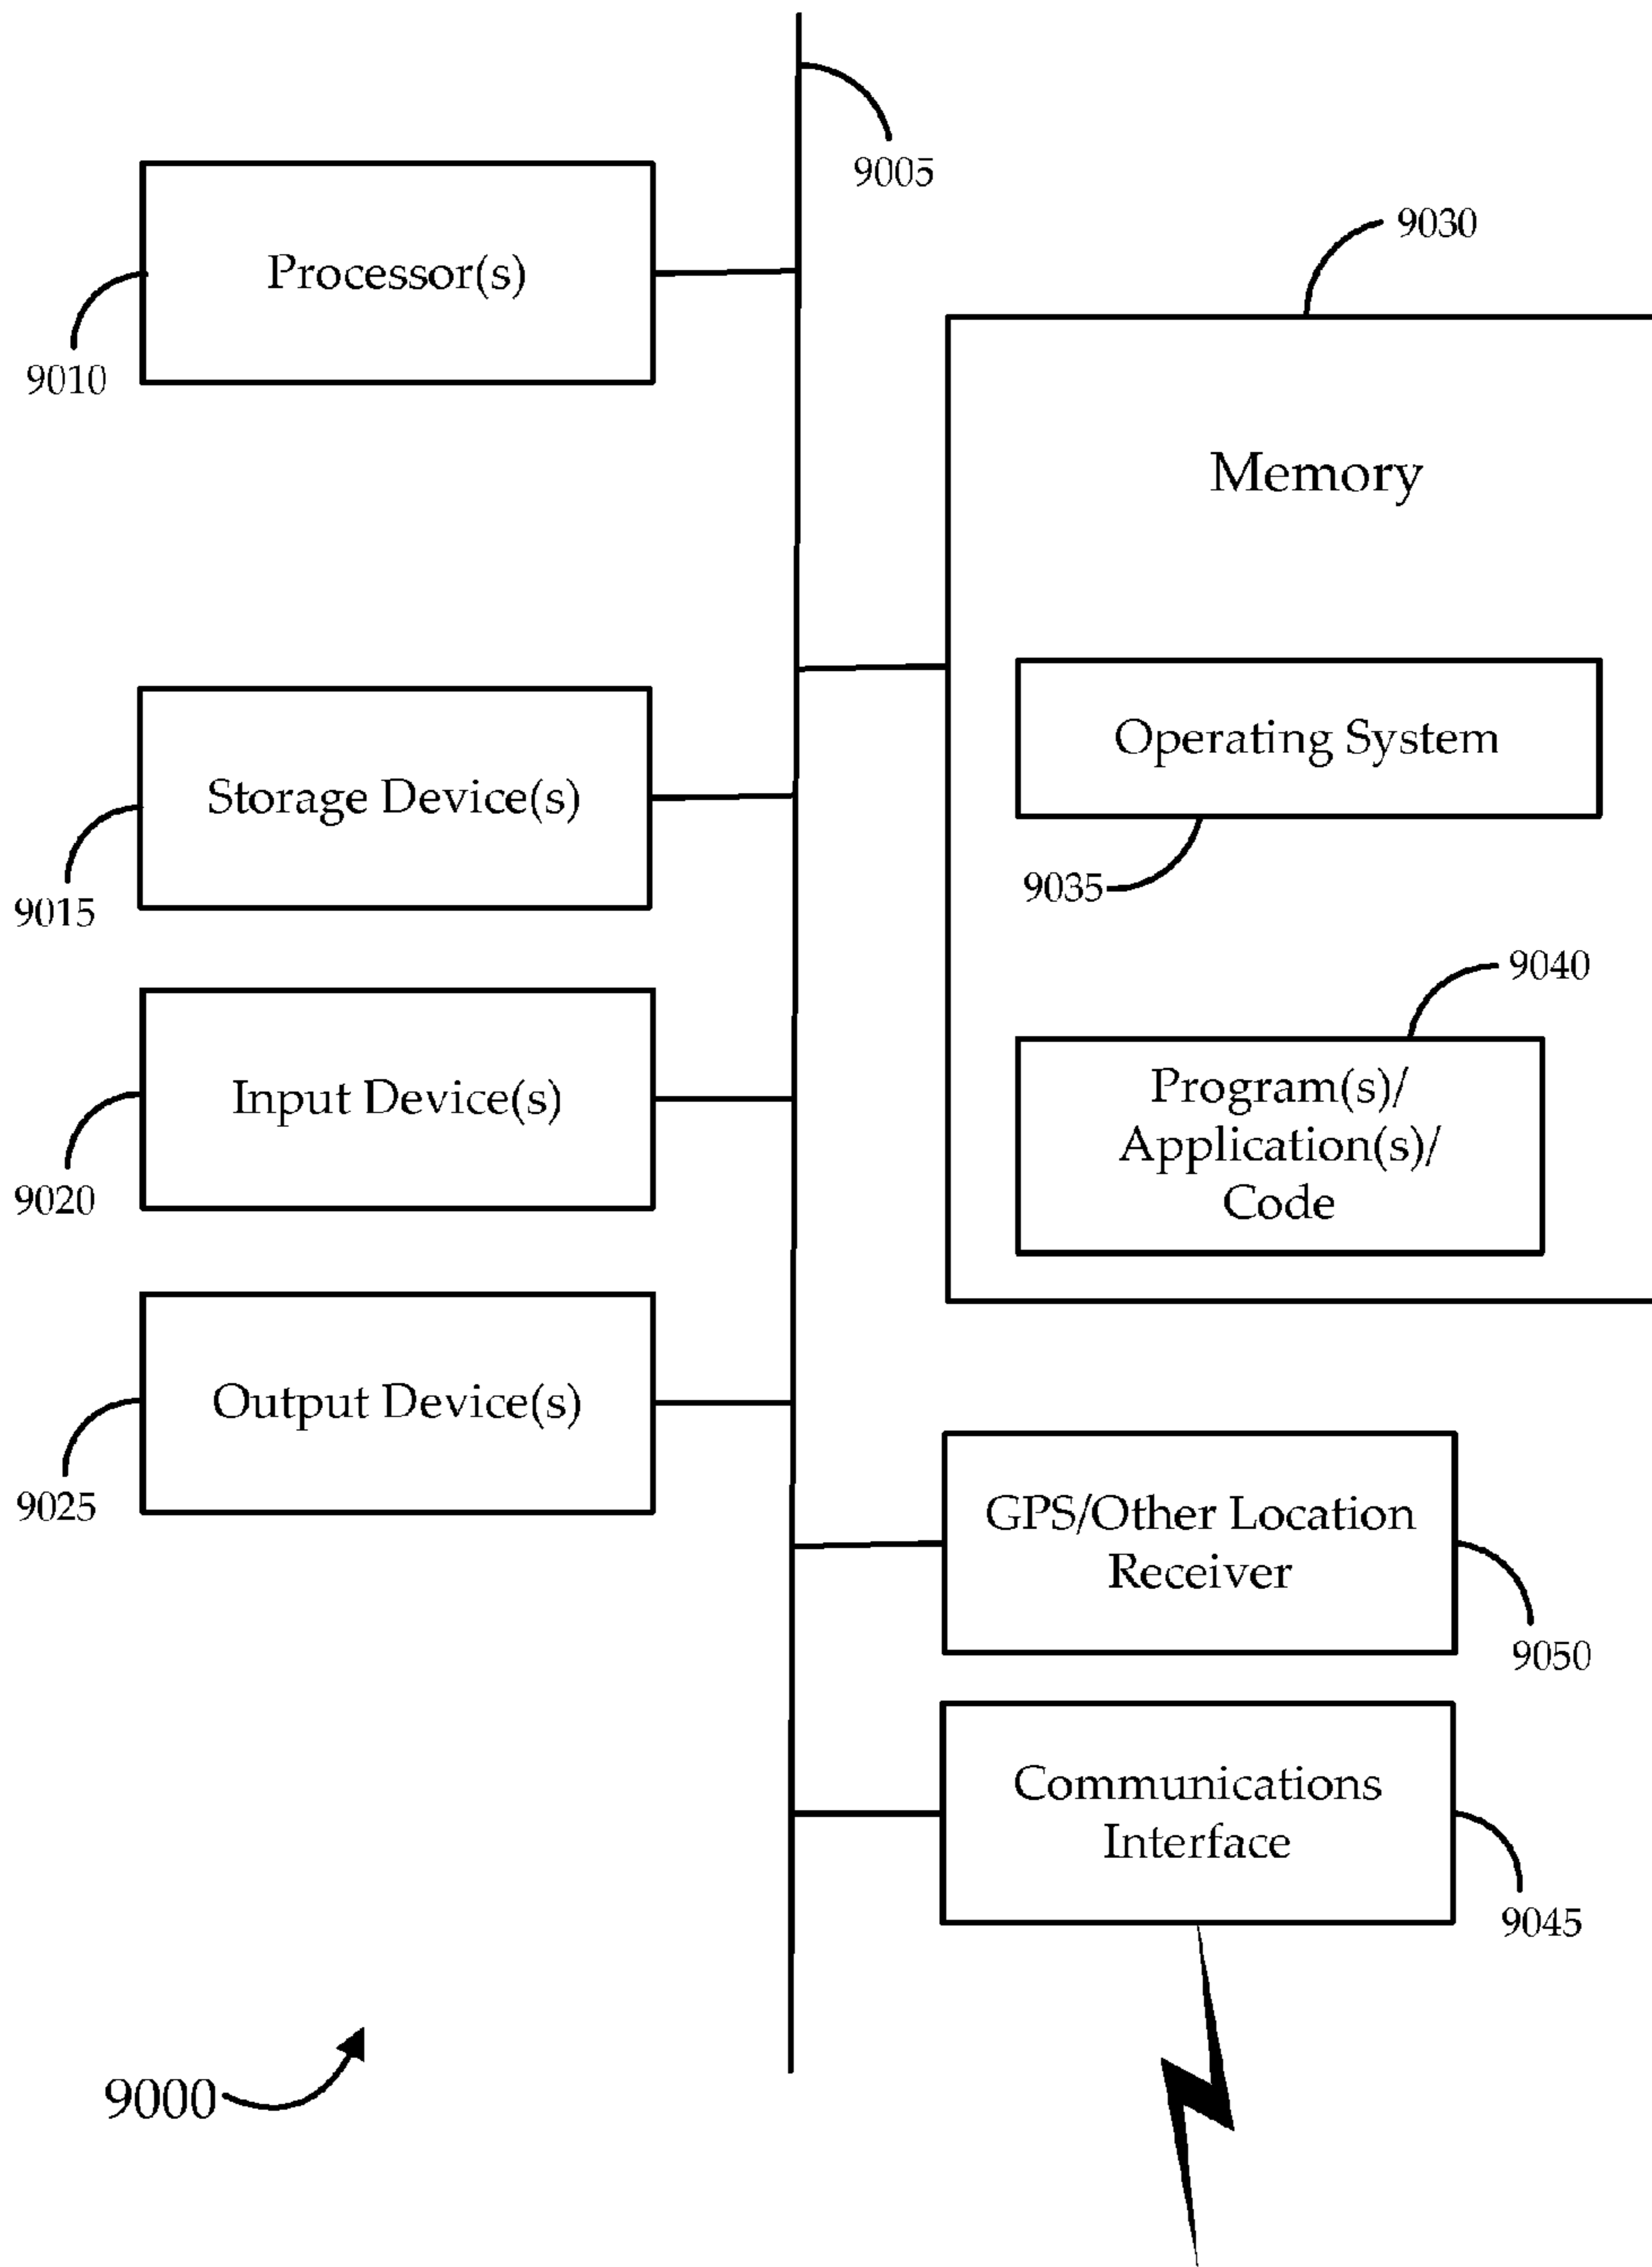 9005
Processor(s)
9010
9030
Memory
Operating System
9035
Storage Device(s)
9015
9040
Program(s)/
Application(s)/
Code
Input Device(s)
9020
Output Device(s)
9025
GPS/Other Location
Receiver
9050
Communications
Interface
9045
9000